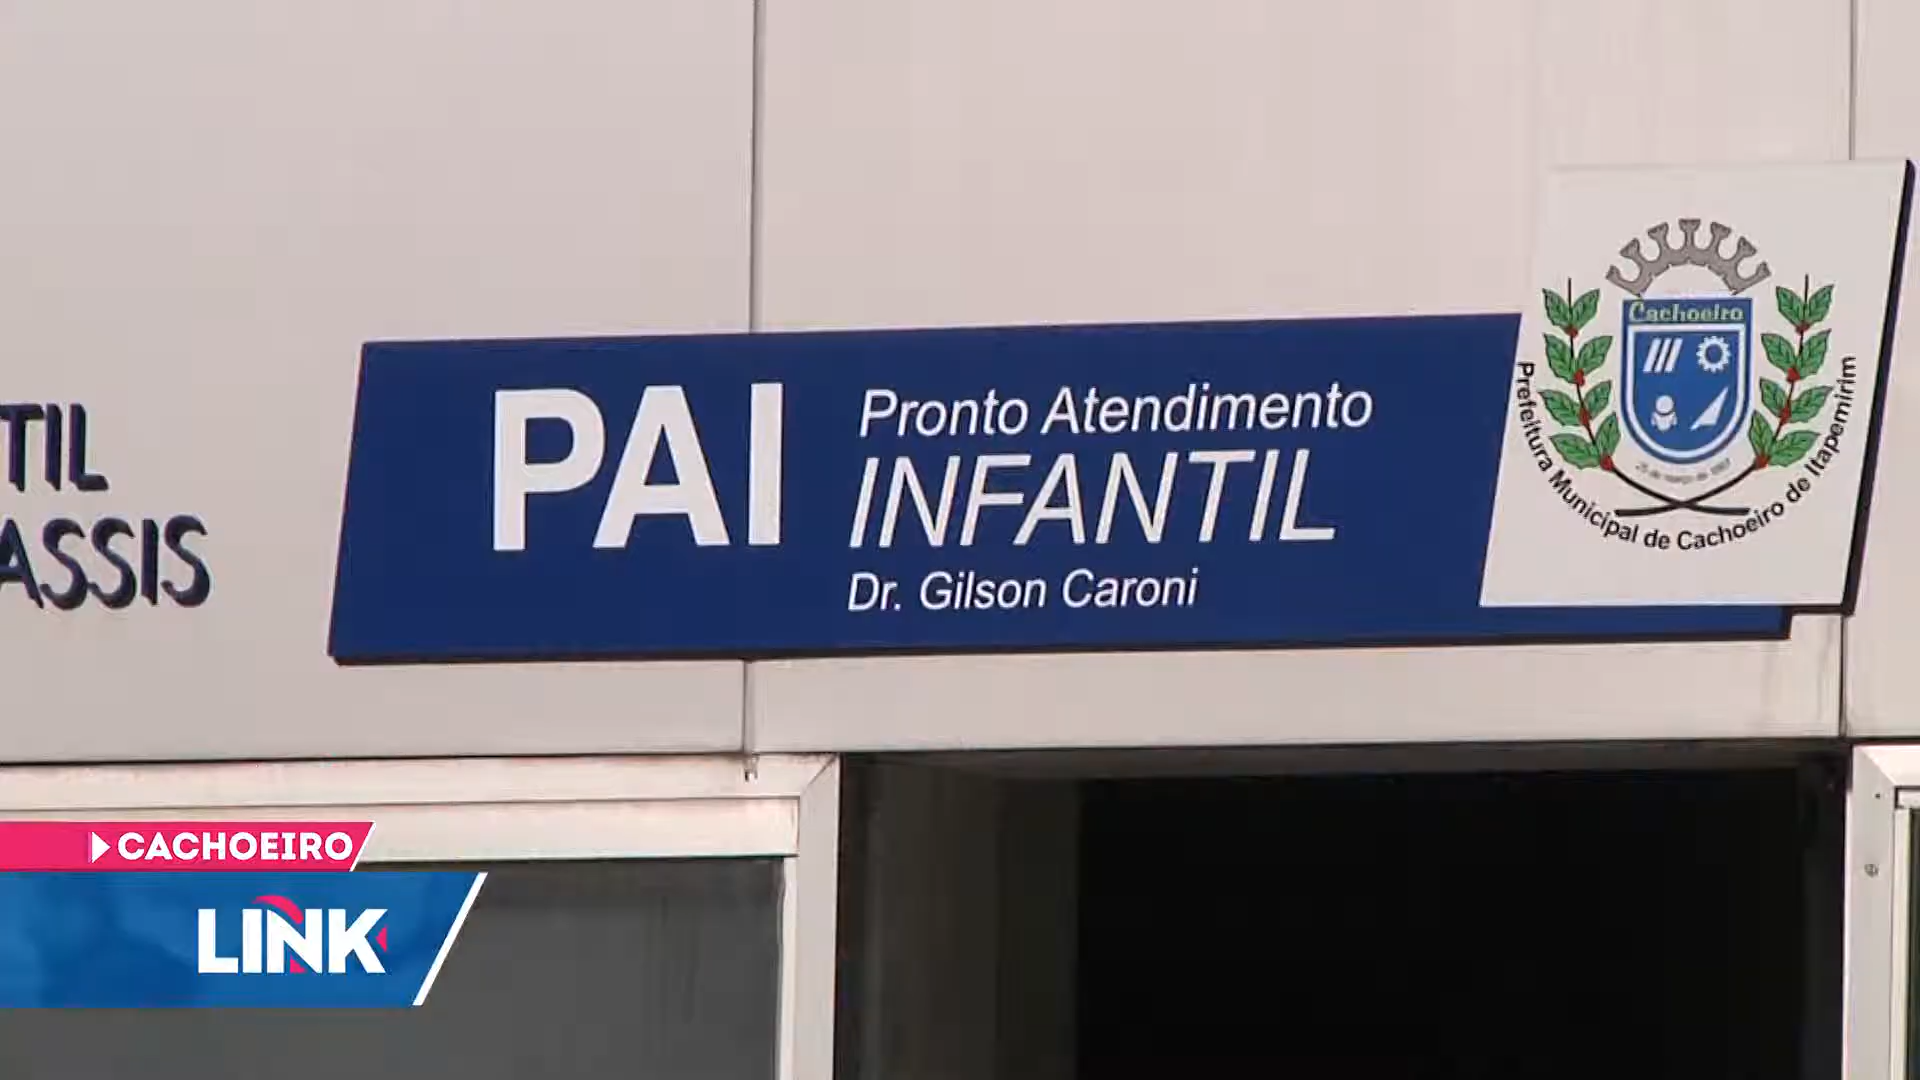 TIL
ASSIS
PAI
Pronto Atendimento
INFANTIL
Dr. Gilson Caroni
Cachoeiro
Prefeitura Municipal de Cachoeiro de Itapemirim
CACHOEIRO
LINK